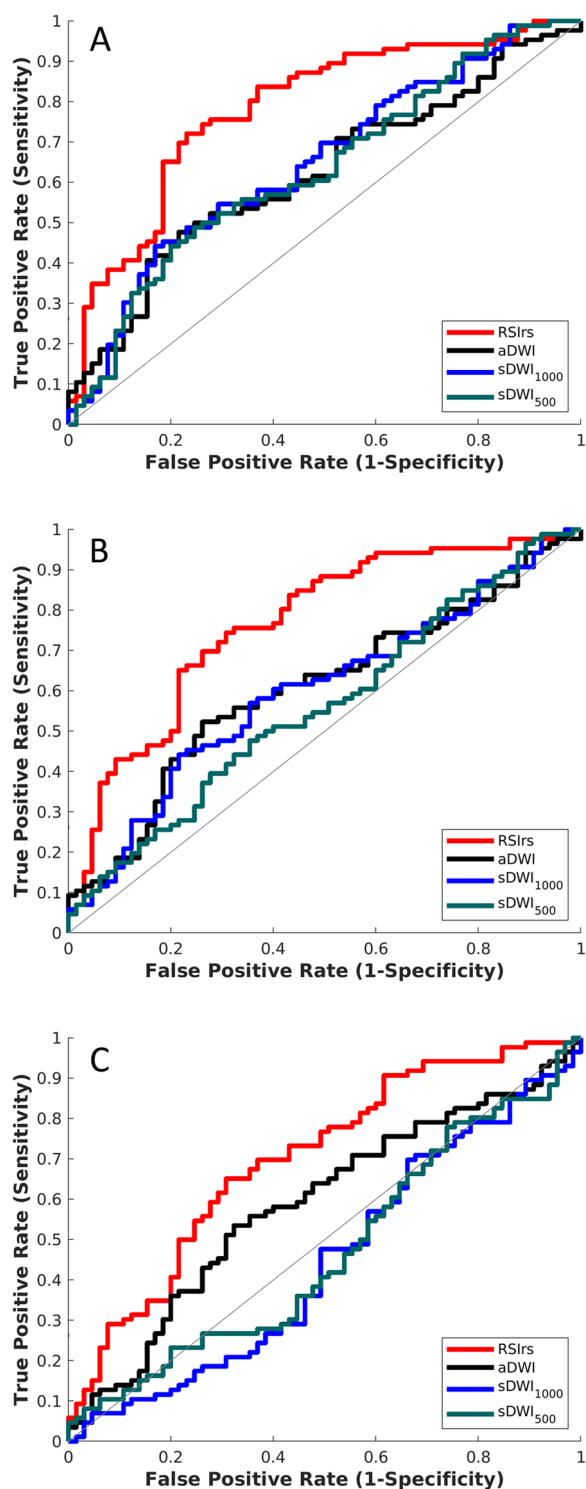 A
1
0.9
0.8
0.7
0.6
0.5
0.4
0.3
0.2
0.1
0
True Positive Rate (Sensitivity)
RSIrs
aDWI
sDWI1000
sDWI500
0 0.2 0.4 0.6 0.8 1
False Positive Rate (1-Specificity)
B
1
0.9
0.8
0.7
0.6
0.5
0.4
0.3
0.2
0.1
0
True Positive Rate (Sensitivity)
RSIrs
aDWI
sDWI1000
sDWI500
0 0.2 0.4 0.6 0.8 1
False Positive Rate (1-Specificity)
C
1
0.9
0.8
0.7
0.6
0.5
0.4
0.3
0.2
0.1
0
True Positive Rate (Sensitivity)
RSIrs
aDWI
sDWI1000
sDWI500
0 0.2 0.4 0.6 0.8 1
False Positive Rate (1-Specificity)